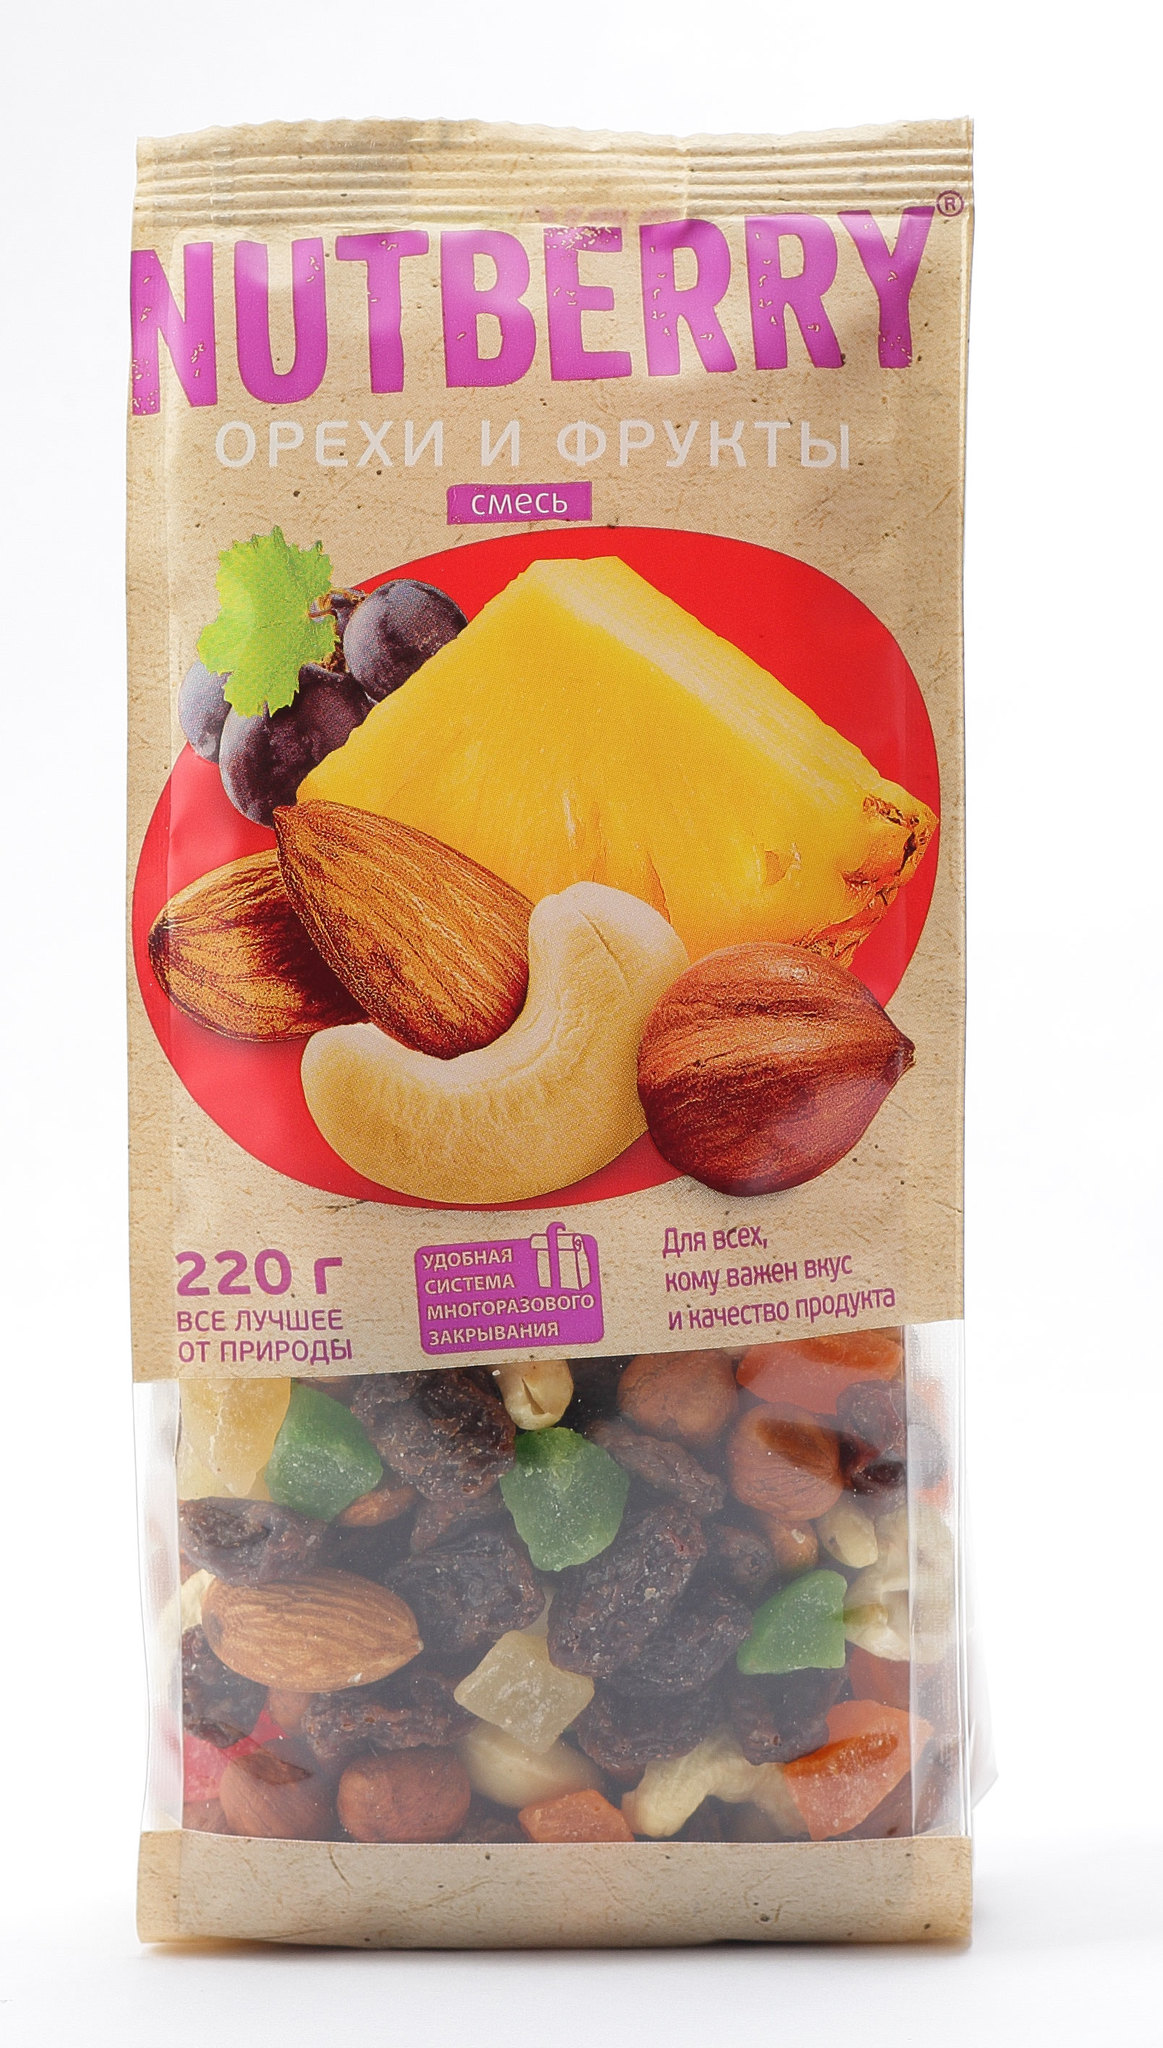 NUTBERRY®
ОРЕХИ И ФРУКТЫ
смесь
220 г
ВСЕ ЛУЧШЕЕ
ОТ ПРИРОДЫ
УДОБНАЯ
СИСТЕМА
МНОГОРАЗОВОГО
ЗАКРЫВАНИЯ
Для всех,
кому важен вкус
и качество продукта